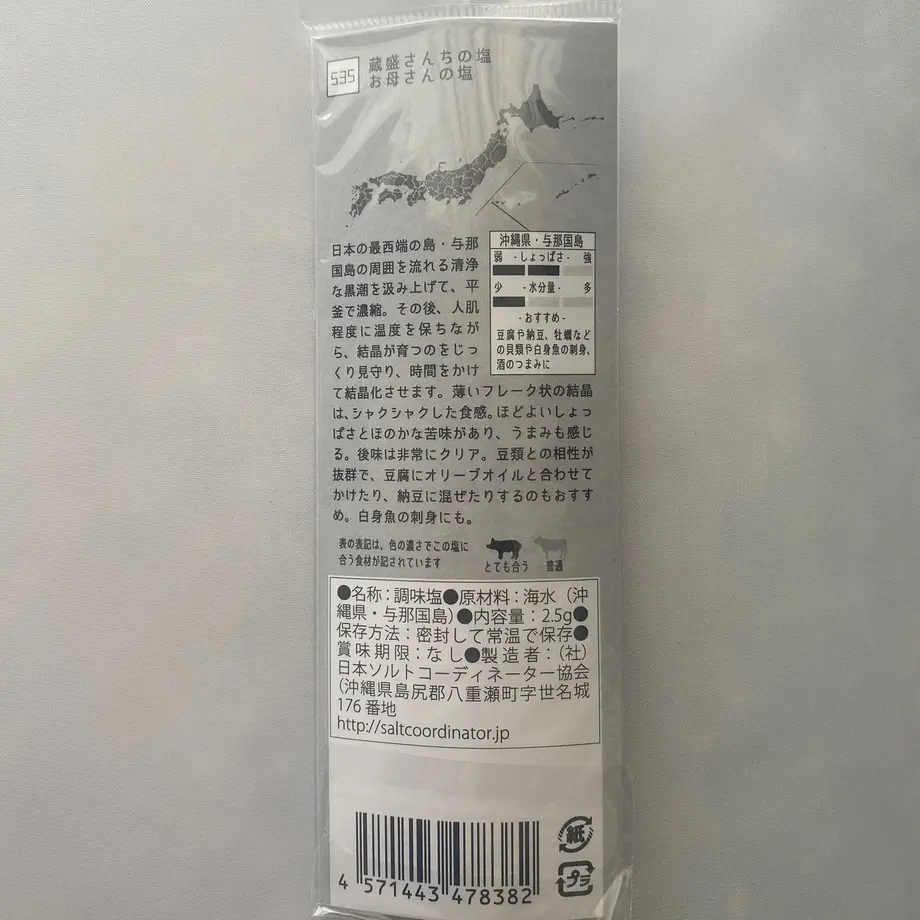 535
蔵盛さんちの塩
お母さんの塩
日本の最西端の島・与那
国島の周囲を流れる清浄
な黒潮を汲み上げて、平
釜で濃縮。その後、人肌
程度に温度を保ちなが
ら、結晶が育つのをじっ
くり見守り、時間をかけ
て結晶化させます。薄いフレーク状の結晶
は、シャクシャクした食感。ほどよいしょっ
ぱさとほのかな苦味があり、うまみも感じ
る。後味は非常にクリア。豆類との相性が
抜群で、豆腐にオリーブオイルと合わせて
かけたり、納豆に混ぜたりするのもおすす
め。白身魚の刺身にも。
沖縄県・与那国島
弱 -しょっぱさ- 強
少 -水分量- 多
-おすすめ-
豆腐や納豆、牡蠣など
の貝類や白身魚の刺身、
酒のつまみに
表の表記は、色の濃さでこの塩に
合う食材が記されています
とても合う 普通
●名称：調味塩●原材料：海水（沖
縄県・与那国島）●内容量：2.5g●
保存方法：密封して常温で保存●
賞味期限：なし●製造者：（社）
日本ソルトコーディネーター協会
（沖縄県島尻郡八重瀬町字世名城
176 番地
http://saltcoordinator.jp
4 571443 478382
紙
プラ